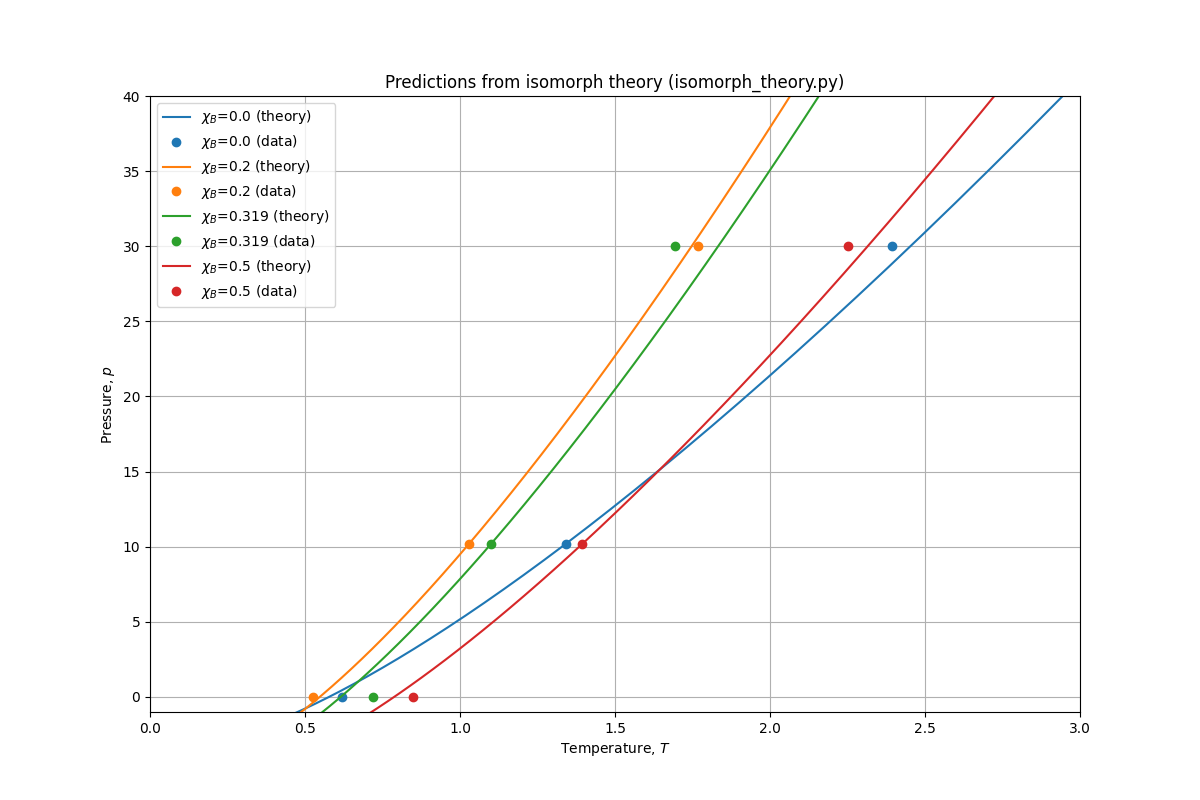 Predictions from isomorph theory (isomorph_theory.py)
χB=0.0 (theory)
χB=0.0 (data)
χB=0.2 (theory)
χB=0.2 (data)
χB=0.319 (theory)
χB=0.319 (data)
χB=0.5 (theory)
χB=0.5 (data)
Pressure, p
40
35
30
25
20
15
10
5
0
0.0 0.5 1.0 1.5 2.0 2.5 3.0
Temperature, T